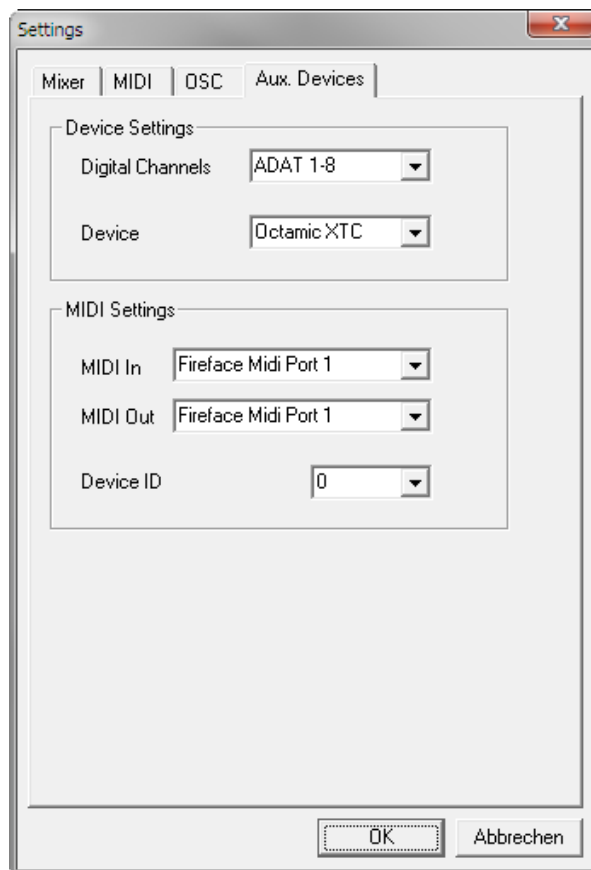 Settings
Mixer MIDI OSC Aux. Devices
Device Settings
Digital Channels ADAT 1-8
Device Octamic XTC
MIDI Settings
MIDI In Fireface Midi Port 1
MIDI Out Fireface Midi Port 1
Device ID 0
OK Abbrechen